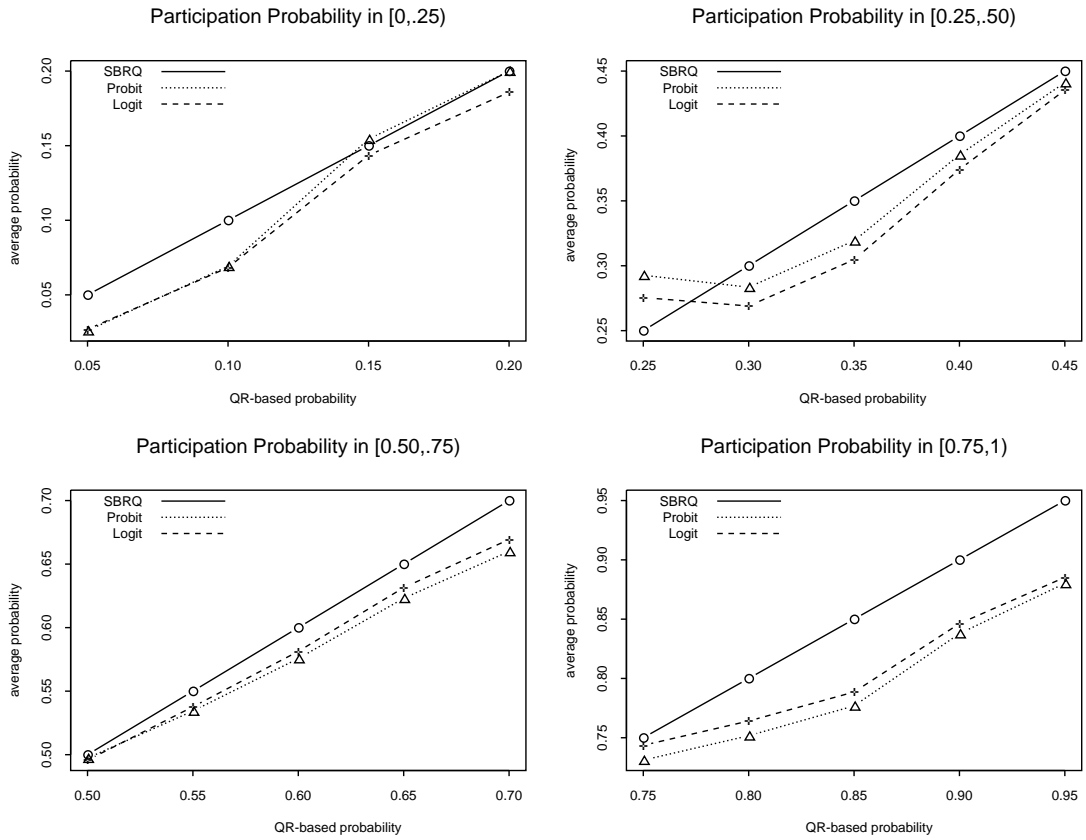 Participation Probability in [0,.25)
SBRQ
Probit
Logit
average probability
0.20
0.15
0.10
0.05
0.05 0.10 0.15 0.20
QR-based probability
Participation Probability in [0.25,.50)
SBRQ
Probit
Logit
average probability
0.45
0.40
0.35
0.30
0.25
0.25 0.30 0.35 0.40 0.45
QR-based probability
Participation Probability in [0.50,.75)
SBRQ
Probit
Logit
average probability
0.70
0.65
0.60
0.55
0.50
0.50 0.55 0.60 0.65 0.70
QR-based probability
Participation Probability in [0.75,1)
SBRQ
Probit
Logit
average probability
0.95
0.90
0.85
0.80
0.75
0.75 0.80 0.85 0.90 0.95
QR-based probability